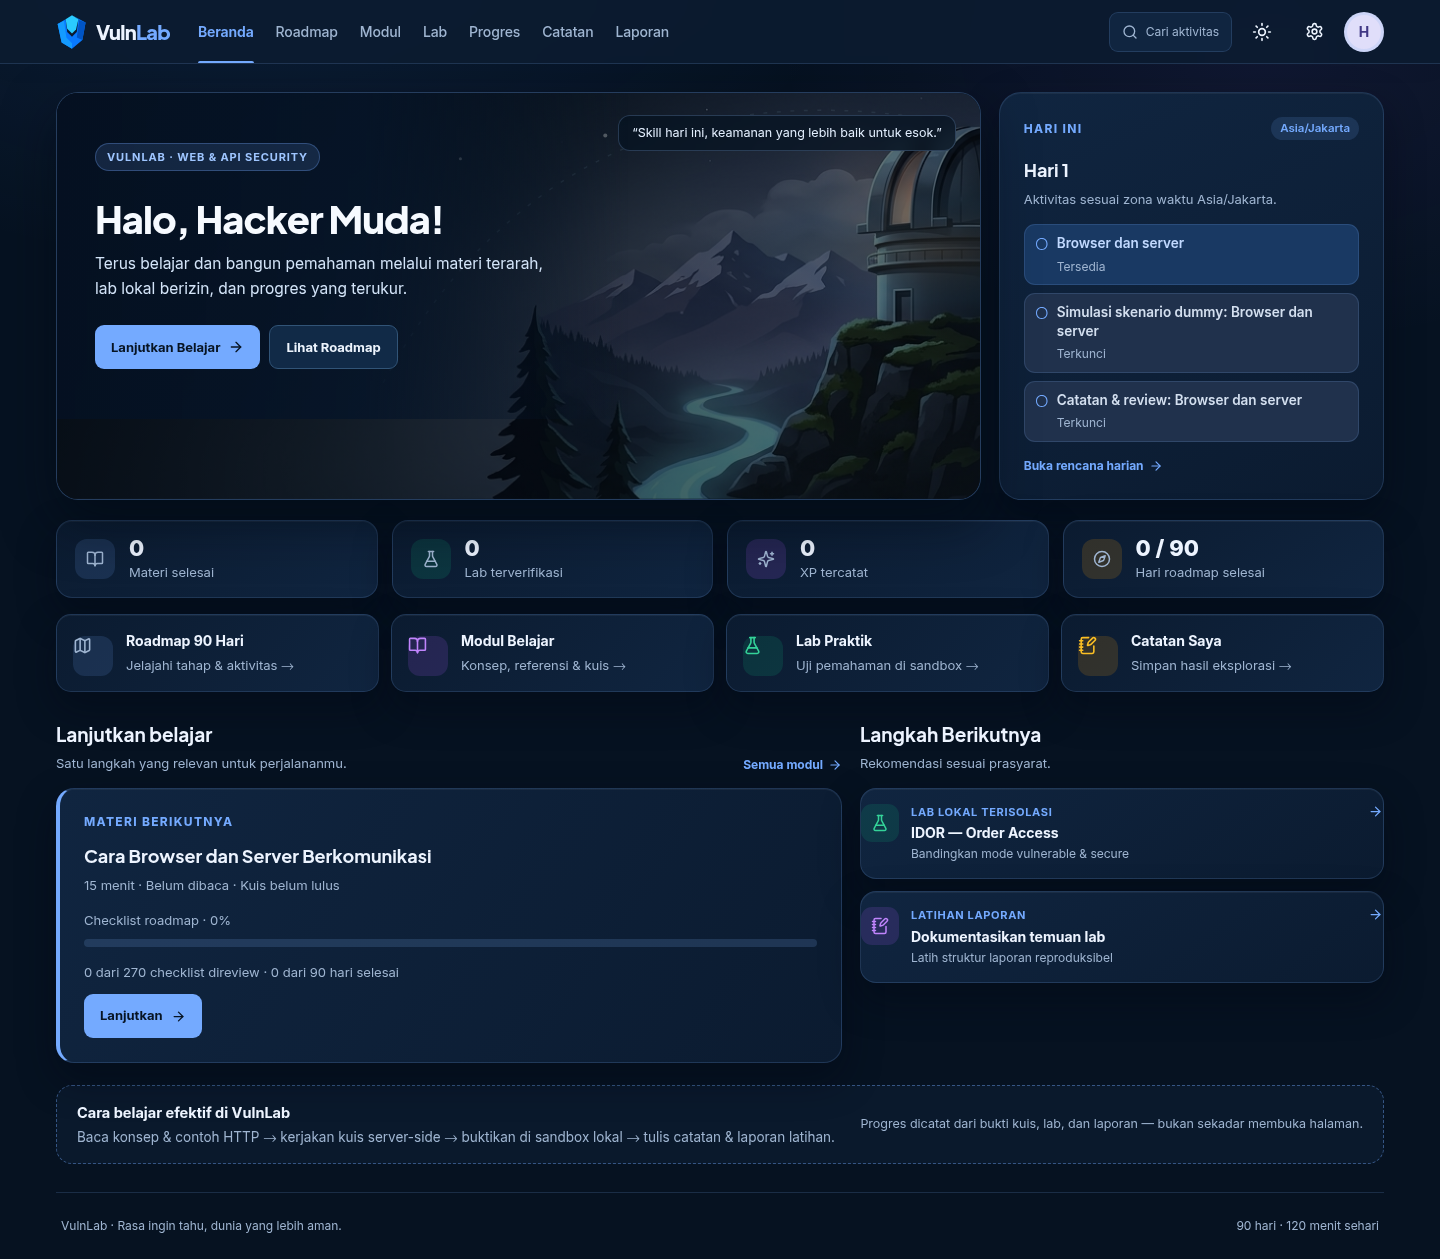 VulnLab
Beranda
Roadmap
Modul
Lab
Progres
Catatan
Laporan
Cari aktivitas
H
“Skill hari ini, keamanan yang lebih baik untuk esok.”
VULNLAB · WEB & API SECURITY
Halo, Hacker Muda!
Terus belajar dan bangun pemahaman melalui materi terarah,
lab lokal berizin, dan progres yang terukur.
Lanjutkan Belajar →
Lihat Roadmap
HARI INI
Asia/Jakarta
Hari 1
Aktivitas sesuai zona waktu Asia/Jakarta.
Browser dan server
Tersedia
Simulasi skenario dummy: Browser dan
server
Terkunci
Catatan & review: Browser dan server
Terkunci
Buka rencana harian →
0
Materi selesai
0
Lab terverifikasi
0
XP tercatat
0 / 90
Hari roadmap selesai
Roadmap 90 Hari
Jelajahi tahap & aktivitas →
Modul Belajar
Konsep, referensi & kuis →
Lab Praktik
Uji pemahaman di sandbox →
Catatan Saya
Simpan hasil eksplorasi →
Lanjutkan belajar
Satu langkah yang relevan untuk perjalananmu.
Semua modul →
MATERI BERIKUTNYA
Cara Browser dan Server Berkomunikasi
15 menit · Belum dibaca · Kuis belum lulus
Checklist roadmap · 0%
0 dari 270 checklist direview · 0 dari 90 hari selesai
Lanjutkan →
Langkah Berikutnya
Rekomendasi sesuai prasyarat.
LAB LOKAL TERISOLASI →
IDOR — Order Access
Bandingkan mode vulnerable & secure
LATIHAN LAPORAN →
Dokumentasikan temuan lab
Latih struktur laporan reproduksibel
Cara belajar efektif di VulnLab
Baca konsep & contoh HTTP → kerjakan kuis server-side → buktikan di sandbox lokal → tulis catatan & laporan latihan.
Progres dicatat dari bukti kuis, lab, dan laporan — bukan sekadar membuka halaman.
VulnLab · Rasa ingin tahu, dunia yang lebih aman.
90 hari · 120 menit sehari